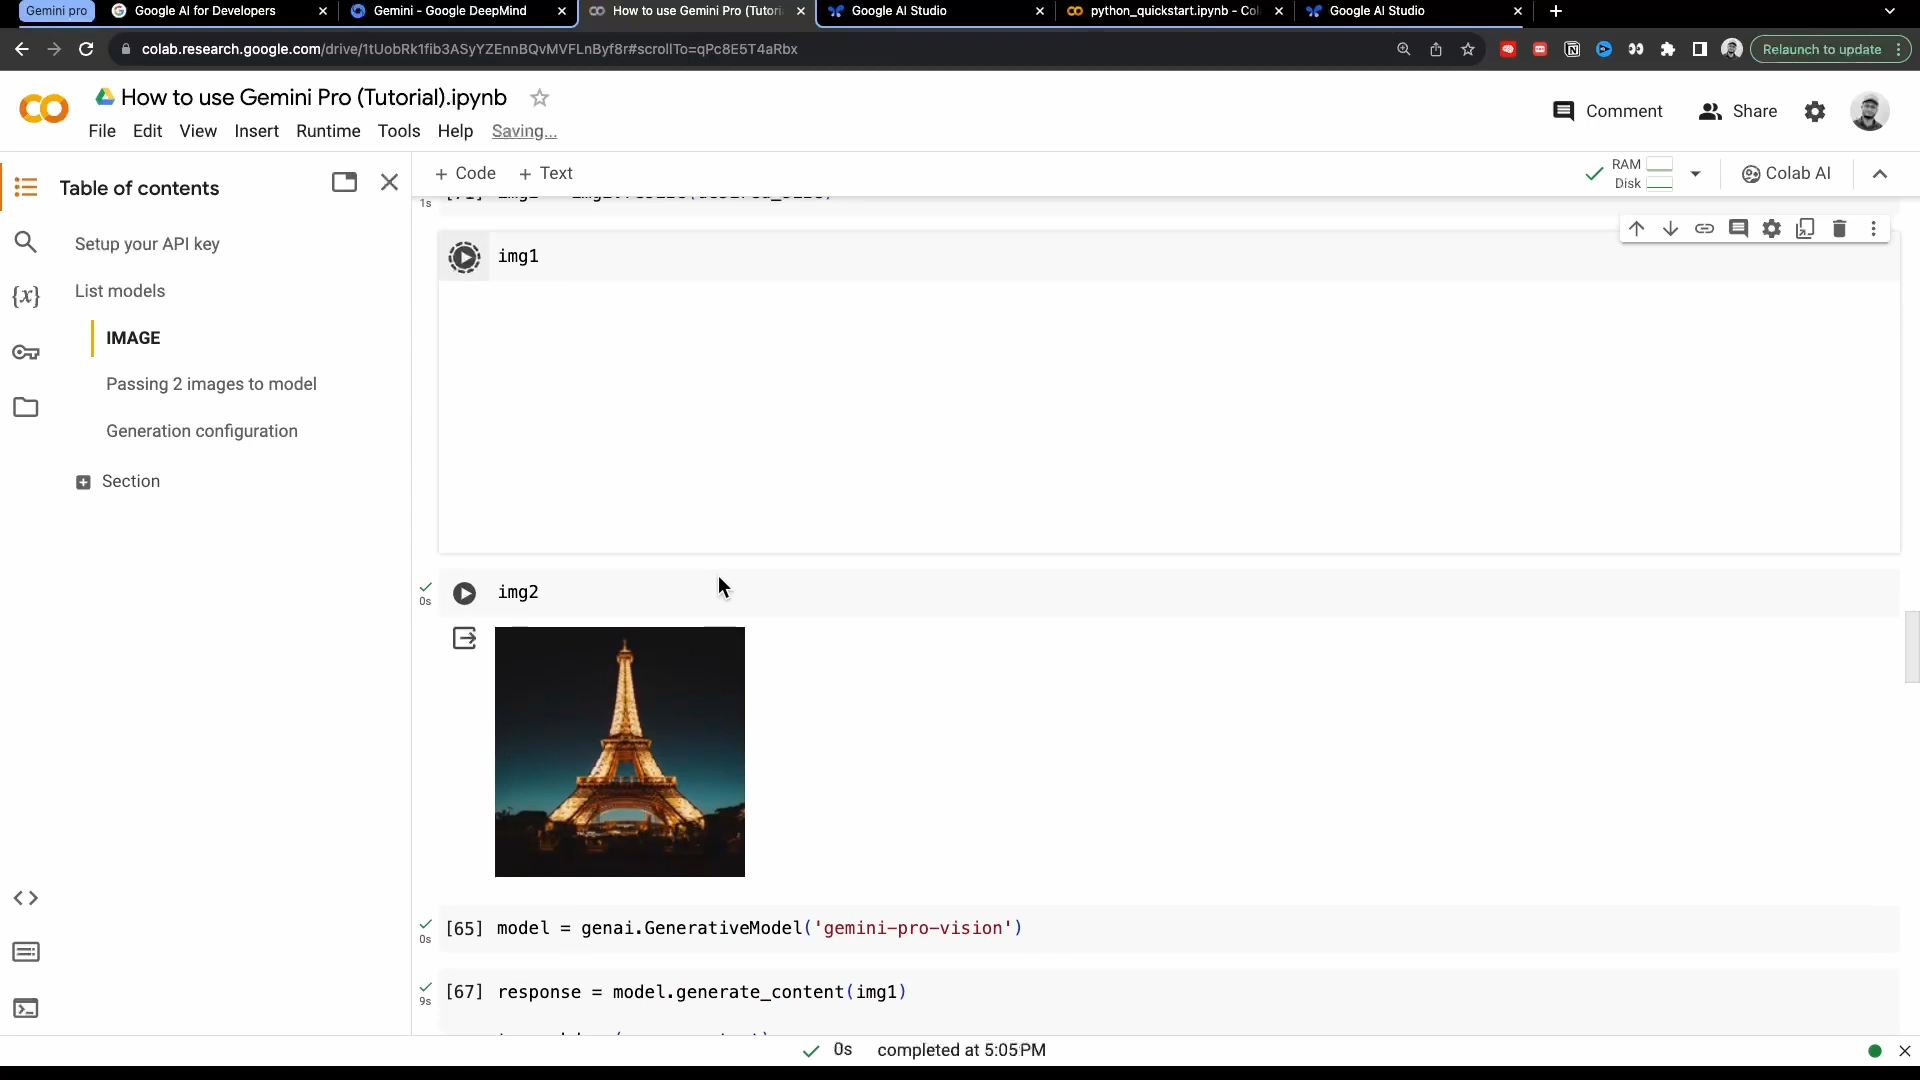 Gemini pro
Google AI for Developers
Gemini - Google DeepMind
How to use Gemini Pro (Tutori
Google AI Studio
python_quickstart.ipynb - Col
Google AI Studio
colab.research.google.com/drive/1tUobRk1fib3ASyYZEnnBQvMVFLnByf8r#scrollTo=qPc8E5T4aRbx
Relaunch to update
How to use Gemini Pro (Tutorial).ipynb
File Edit View Insert Runtime Tools Help Saving...
Comment
Share
Table of contents
+ Code + Text
RAM
Disk
Colab AI
1s
Setup your API key
List models
IMAGE
Passing 2 images to model
Generation configuration
Section
{x}
img1
0s
img2
0s
[65] model = genai.GenerativeModel('gemini-pro-vision')
9s
[67] response = model.generate_content(img1)
0s completed at 5:05 PM